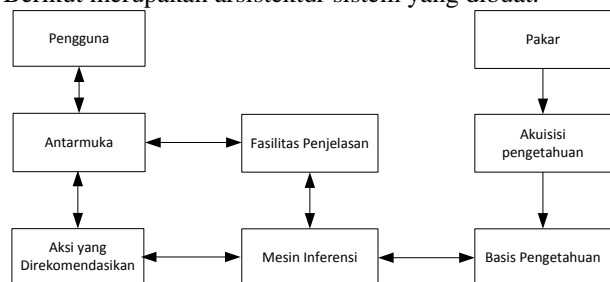 Berikut merupakan arsistektur sistem yang dibuat.
Pengguna
Pakar
Antarmuka
Fasilitas Penjelasan
Akuisisi
pengetahuan
Aksi yang
Direkomendasikan
Mesin Inferensi
Basis Pengetahuan